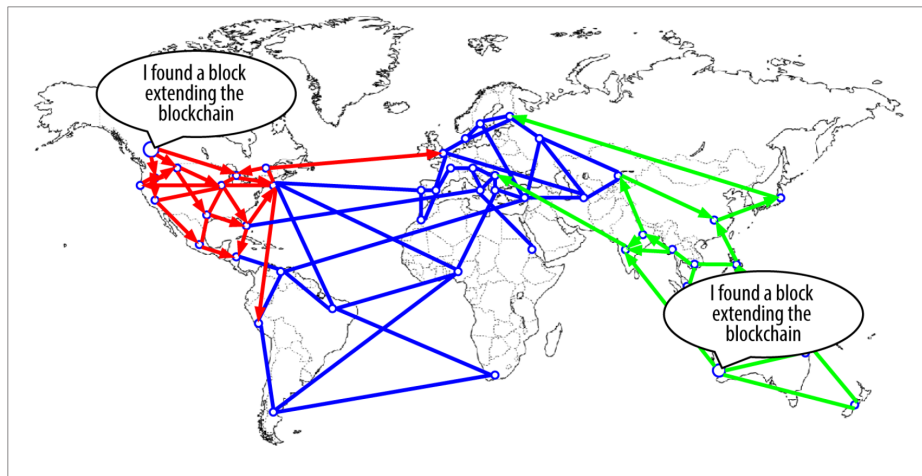 I found a block
extending the
blockchain
I found a block
extending the
blockchain